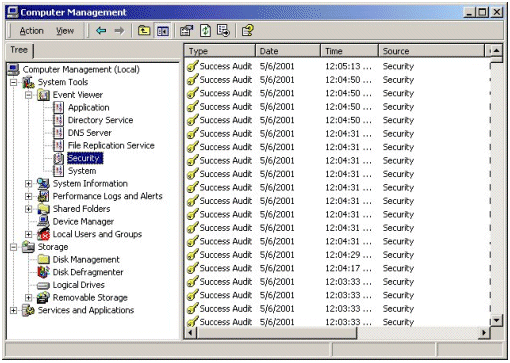 Computer Management
Action View
Tree
Type Date Time Source
Computer Management (Local)
System Tools
Event Viewer
Application
Directory Service
DNS Server
File Replication Service
Security
System
System Information
Performance Logs and Alerts
Shared Folders
Device Manager
Local Users and Groups
Storage
Disk Management
Disk Defragmenter
Logical Drives
Removable Storage
Services and Applications
Success Audit 5/6/2001 12:05:13 ... Security
Success Audit 5/6/2001 12:04:50 ... Security
Success Audit 5/6/2001 12:04:50 ... Security
Success Audit 5/6/2001 12:04:50 ... Security
Success Audit 5/6/2001 12:04:50 ... Security
Success Audit 5/6/2001 12:04:31 ... Security
Success Audit 5/6/2001 12:04:31 ... Security
Success Audit 5/6/2001 12:04:31 ... Security
Success Audit 5/6/2001 12:04:31 ... Security
Success Audit 5/6/2001 12:04:31 ... Security
Success Audit 5/6/2001 12:04:31 ... Security
Success Audit 5/6/2001 12:04:31 ... Security
Success Audit 5/6/2001 12:04:31 ... Security
Success Audit 5/6/2001 12:04:31 ... Security
Success Audit 5/6/2001 12:04:29 ... Security
Success Audit 5/6/2001 12:04:17 ... Security
Success Audit 5/6/2001 12:03:33 ... Security
Success Audit 5/6/2001 12:03:33 ... Security
Success Audit 5/6/2001 12:03:33 ... Security
Success Audit 5/6/2001 12:03:33 ... Security